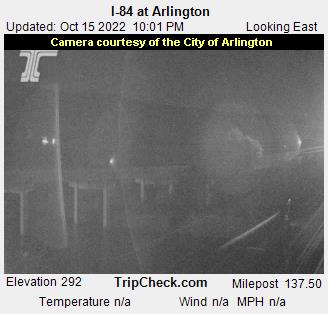 I-84 at Arlington
Updated: Oct 15 2022 10:01 PM Looking East
Camera courtesy of the City of Arlington
Elevation 292 TripCheck.com Milepost 137.50
Temperature n/a Wind n/a MPH n/a